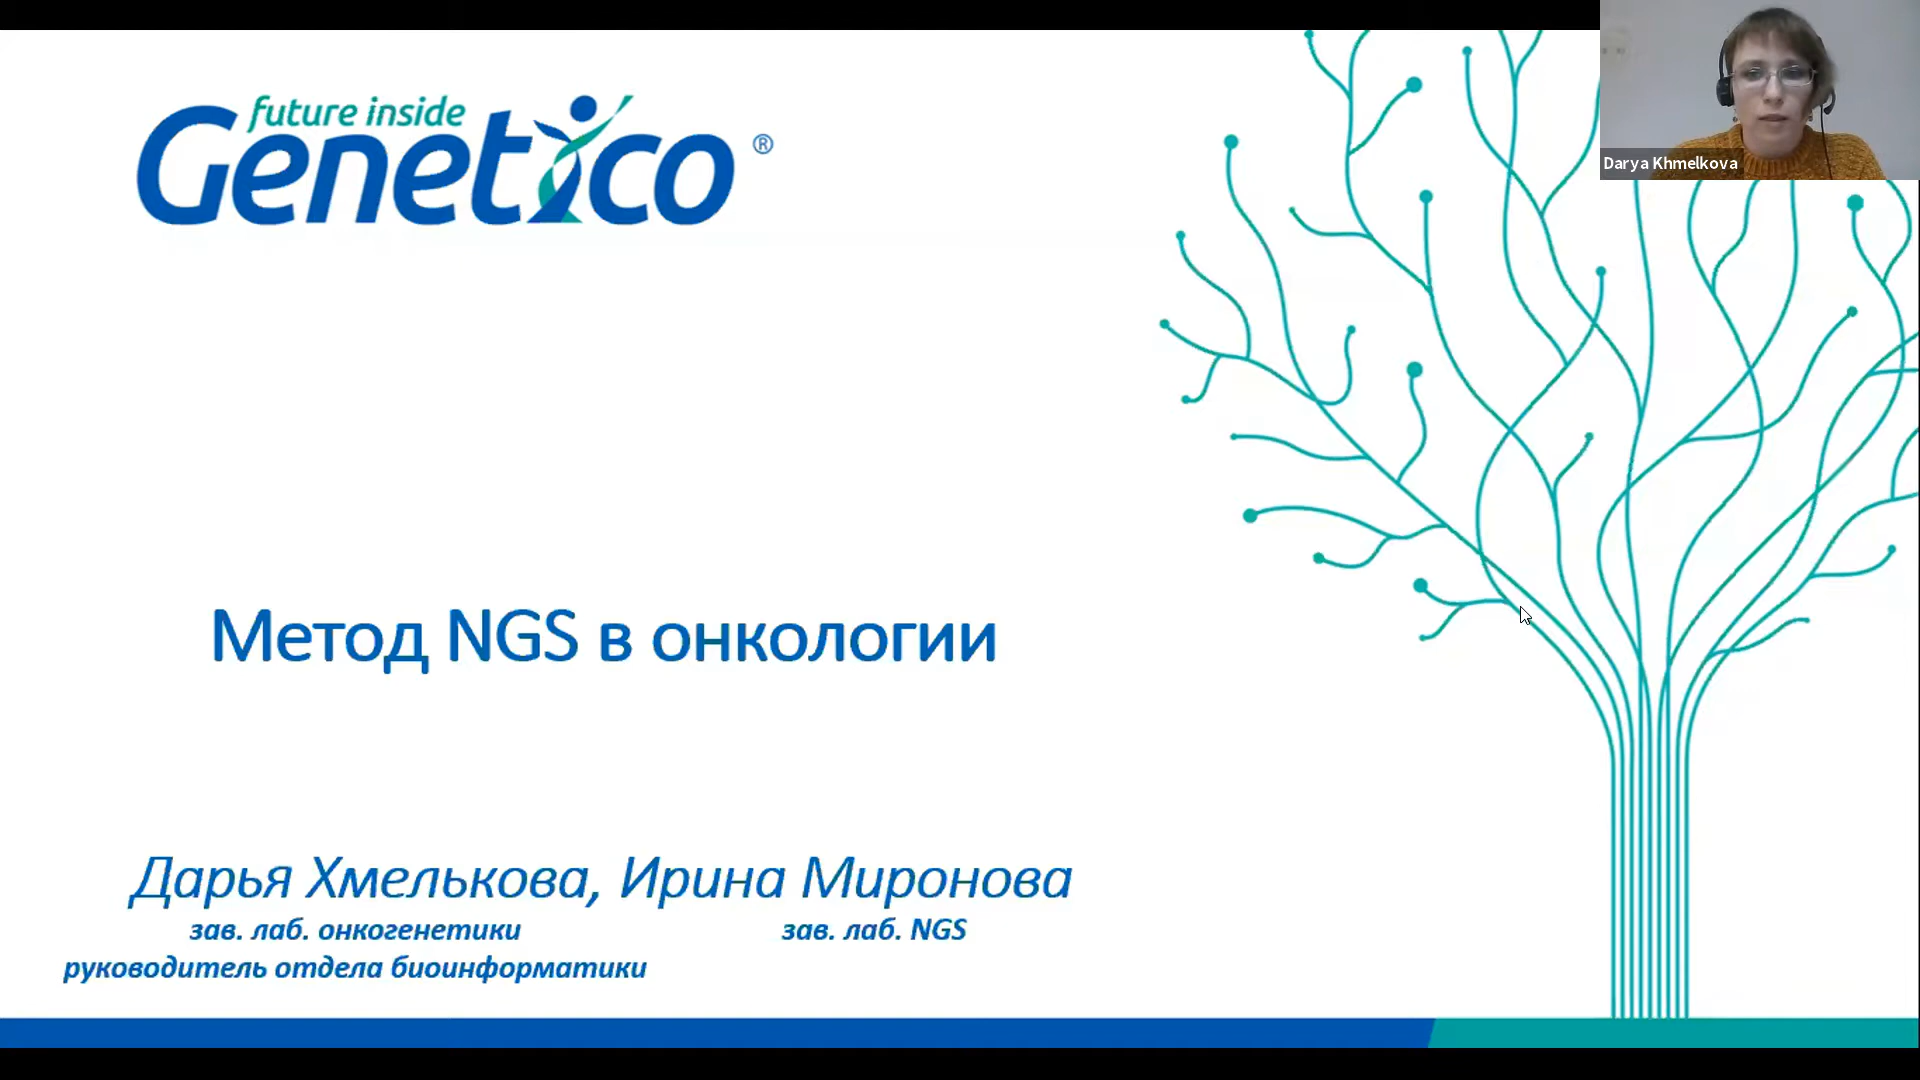 future inside
Genetico ®
Darya Khmelkova
Метод NGS в онкологии
Дарья Хмелькова, Ирина Миронова
зав. лаб. онкогенетики зав. лаб. NGS
руководитель отдела биоинформатики